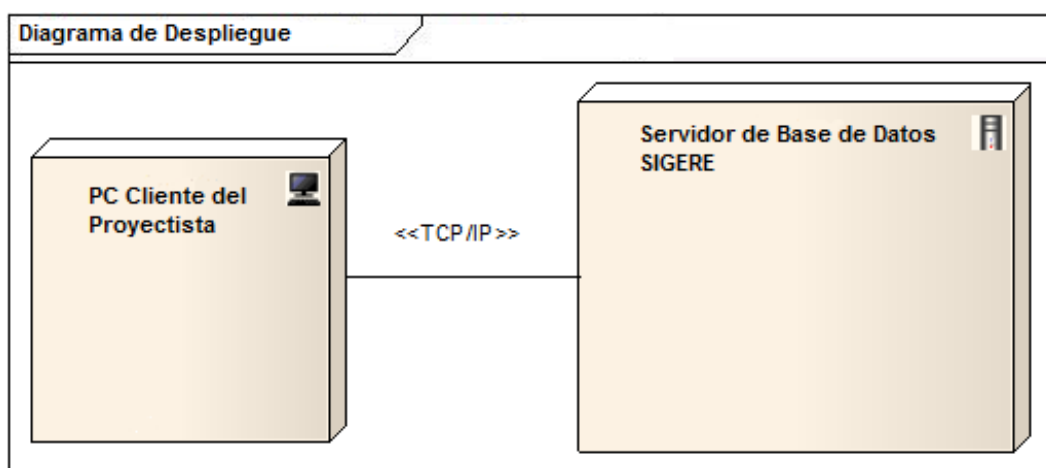 Diagrama de Despliegue
Servidor de Base de Datos
SIGERE
PC Cliente del
Proyectista
<<TCP/IP>>